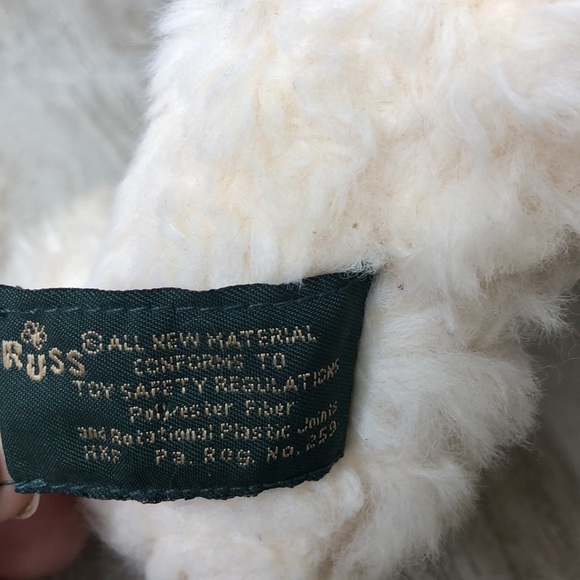 RUSS ©
ALL NEW MATERIAL
CONFORMS TO
TOY SAFETY REGULATIONS
Polyester Fiber
and Rotational Plastic Joints
HKF Pa. Reg. No. 259